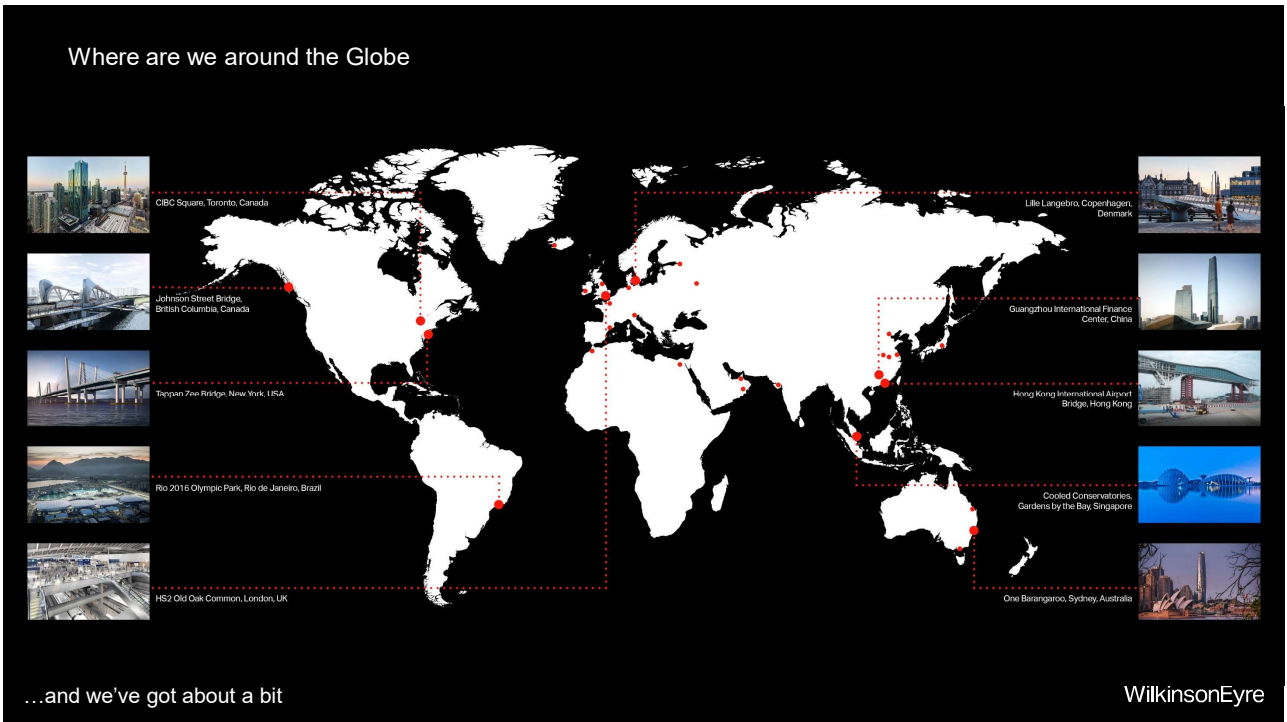 Where are we around the Globe
CIBC Square, Toronto, Canada
Johnson Street Bridge,
British Columbia, Canada
Tappan Zee Bridge, New York, USA
Rio 2016 Olympic Park, Rio de Janeiro, Brazil
HS2 Old Oak Common, London, UK
Lille Langebro, Copenhagen,
Denmark
Guangzhou International Finance
Center, China
Hong Kong International Airport
Bridge, Hong Kong
Cooled Conservatories,
Gardens by the Bay, Singapore
One Barangaroo, Sydney, Australia
…and we’ve got about a bit
WilkinsonEyre